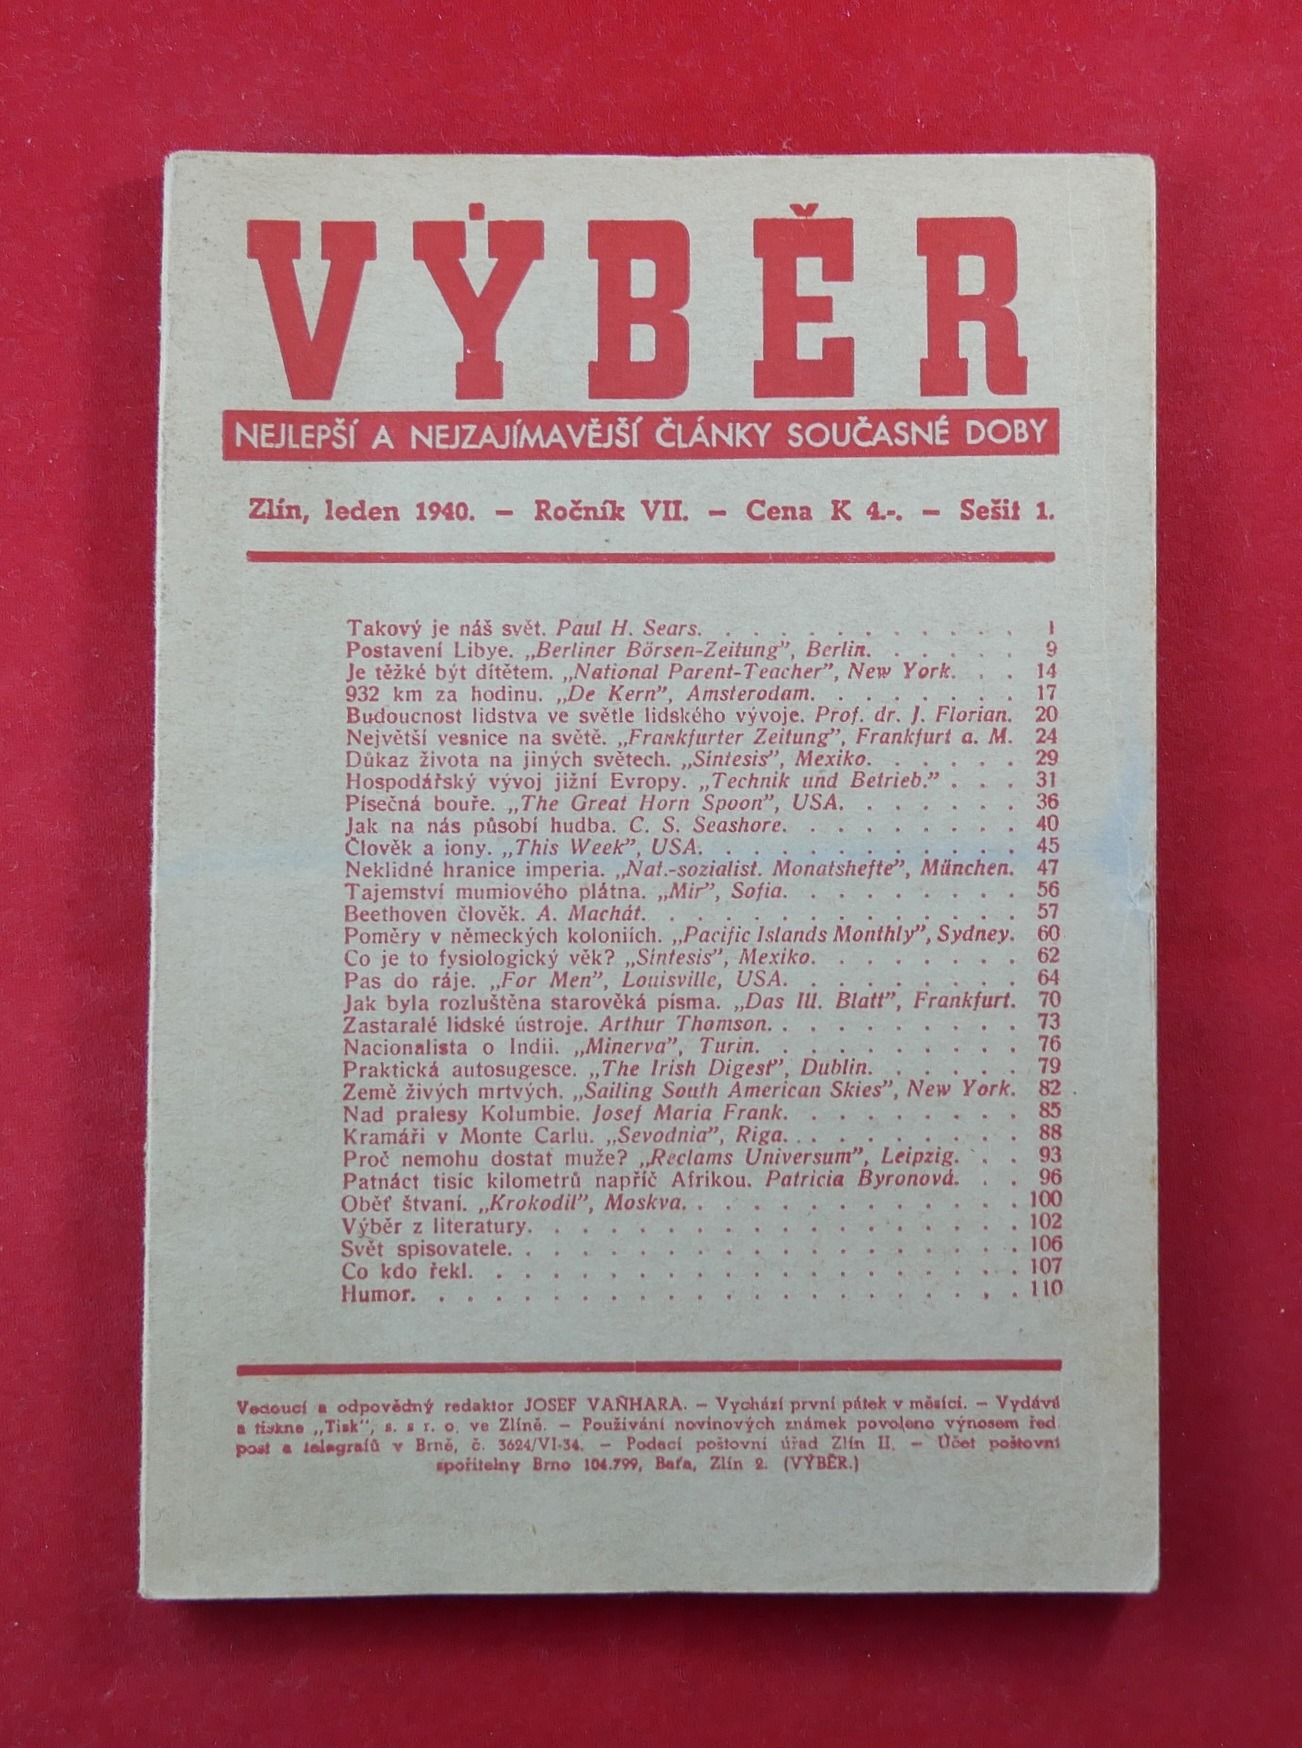 VÝBĚR
NEJLEPŠÍ A NEJZAJÍMAVĚJŠÍ ČLÁNKY SOUČASNÉ DOBY
Zlín, leden 1940. – Ročník VII. – Cena K 4.-. – Sešit 1.
Takový je náš svět. Paul H. Sears. . . . . . . . . . . . 1
Postavení Libye. „Berliner Börsen-Zeitung”, Berlin. . . . . . 9
Je těžké být dítětem. „National Parent-Teacher”, New York. . . 14
932 km za hodinu. „De Kern”, Amsterodam. . . . . . . . 17
Budoucnost lidstva ve světle lidského vývoje. Prof. dr. J. Florian. 20
Největší vesnice na světě. „Frankfurter Zeitung”, Frankfurt a. M. 24
Důkaz života na jiných světech. „Sintesis”, Mexiko. . . . . . 29
Hospodářský vývoj jižní Evropy. „Technik und Betrieb.” . . . 31
Písečná bouře. „The Great Horn Spoon”, USA. . . . . . . 36
Jak na nás působí hudba. C. S. Seashore. . . . . . . . . 40
Člověk a iony. „This Week”, USA. . . . . . . . . . . . 45
Neklidné hranice imperia. „Nat.-sozialist. Monatshefte”, München. 47
Tajemství mumiového plátna. „Mir”, Sofia. . . . . . . . . 56
Beethoven člověk. A. Machát. . . . . . . . . . . . . . 57
Poměry v německých koloniích. „Pacific Islands Monthly”, Sydney. 60
Co je to fysiologický věk? „Sintesis”, Mexiko. . . . . . . . 62
Pas do ráje. „For Men”, Louisville, USA. . . . . . . . . 64
Jak byla rozluštěna starověká písma. „Das Ill. Blatt”, Frankfurt. 70
Zastaralé lidské ústroje. Arthur Thomson. . . . . . . . . . 73
Nacionalista o Indii. „Minerva”, Turin. . . . . . . . . . 76
Praktická autosugesce. „The Irish Digest”, Dublin. . . . . . 79
Země živých mrtvých. „Sailing South American Skies”, New York. 82
Nad pralesy Kolumbie. Josef Maria Frank. . . . . . . . . 85
Kramáři v Monte Carlu. „Sevodnia”, Riga. . . . . . . . . 88
Proč nemohu dostat muže? „Reclams Universum”, Leipzig. . . 93
Patnáct tisíc kilometrů napříč Afrikou. Patricia Byronová. . . 96
Oběť štvaní. „Krokodil”, Moskva. . . . . . . . . . . . . 100
Výběr z literatury. . . . . . . . . . . . . . . . . . 102
Svět spisovatele. . . . . . . . . . . . . . . . . . . 106
Co kdo řekl. . . . . . . . . . . . . . . . . . . . 107
Humor. . . . . . . . . . . . . . . . . . . . . . 110
Vedoucí a odpovědný redaktor JOSEF VAŇHARA. – Vychází první pátek v měsíci. – Vydává
a tiskne „Tisk”, s. s r. o. ve Zlíně. – Používání novinových známek povoleno výnosem řed.
post a telegrafů v Brně, č. 3624/VI-34. – Podací poštovní úřad Zlín II. – Účet poštovní
spořitelny Brno 104.799, Baťa, Zlín 2. (VÝBĚR.)